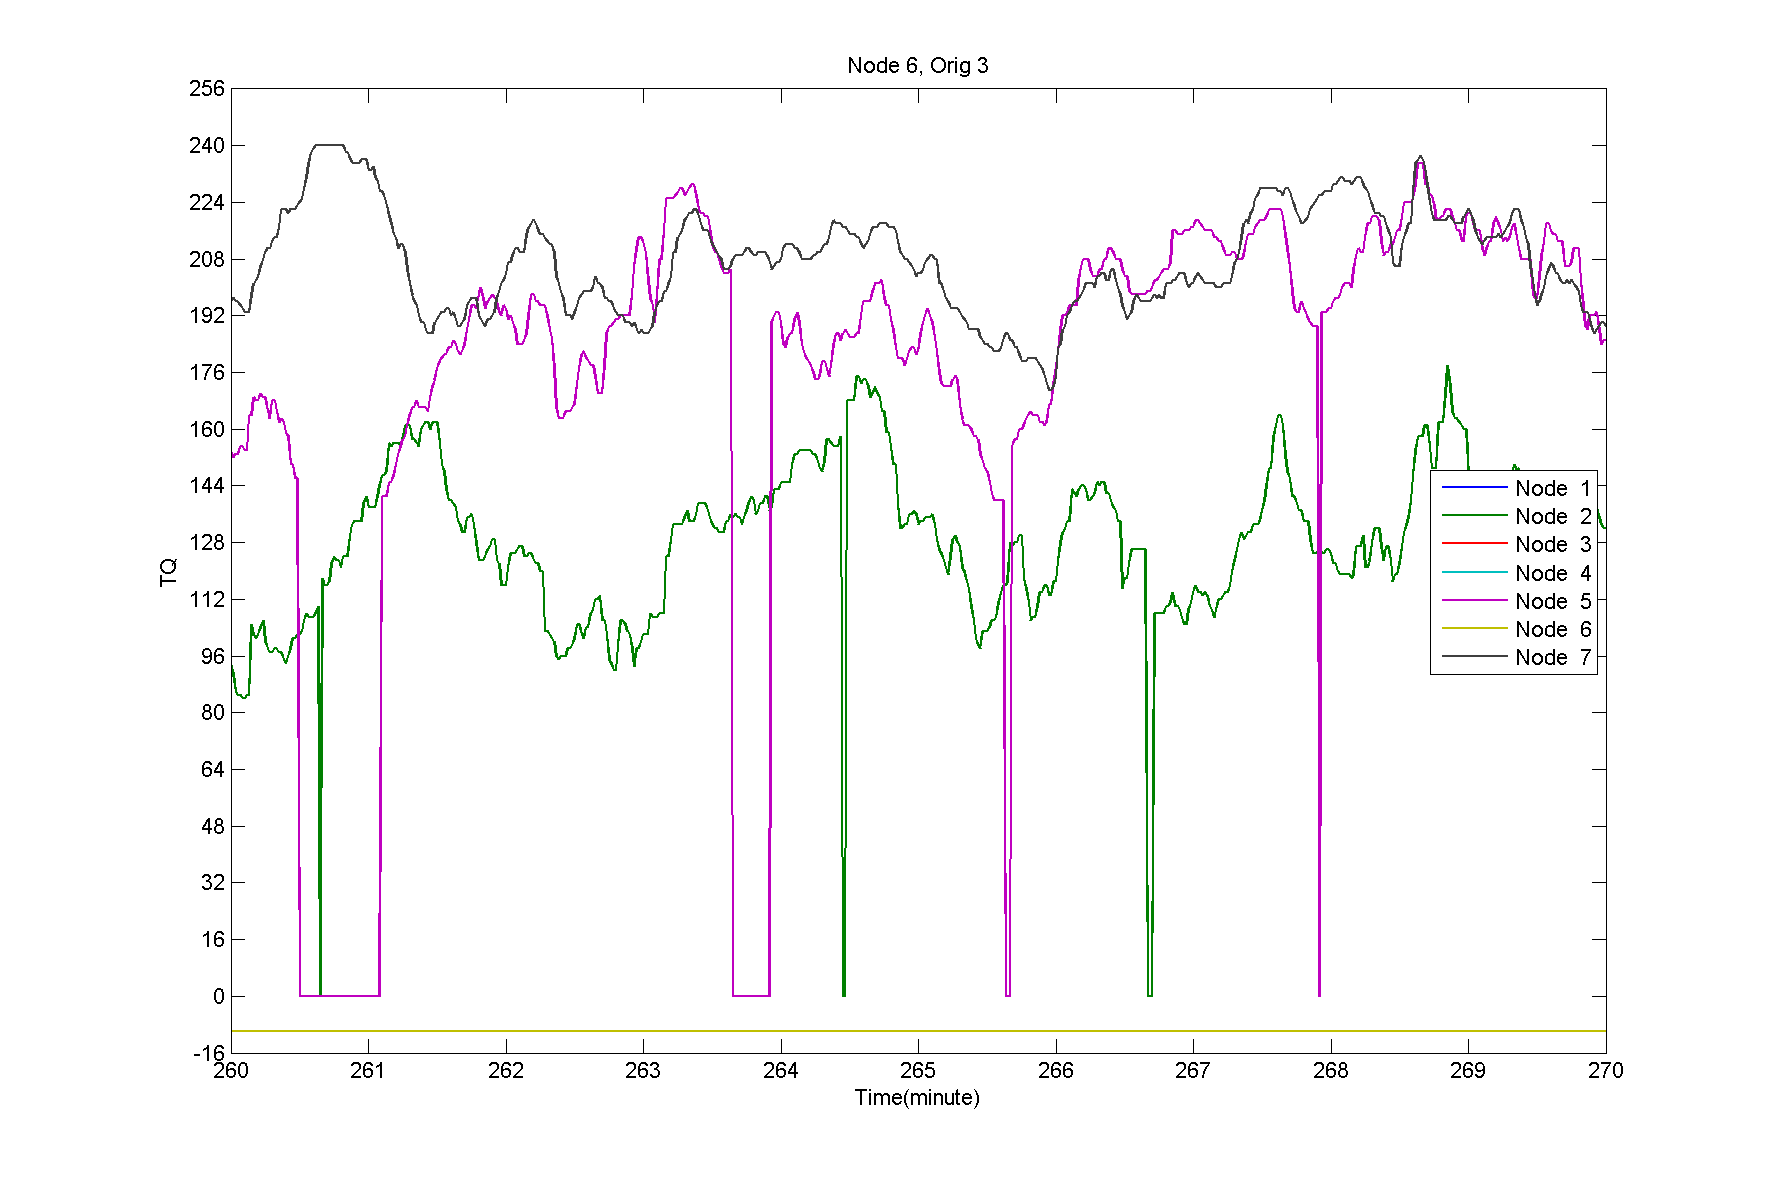 Node 6, Orig 3
256
240
224
208
192
176
160
144
128
112
96
80
64
48
32
16
0
-16
TQ
260 261 262 263 264 265 266 267 268 269 270
Time(minute)
Node 1
Node 2
Node 3
Node 4
Node 5
Node 6
Node 7